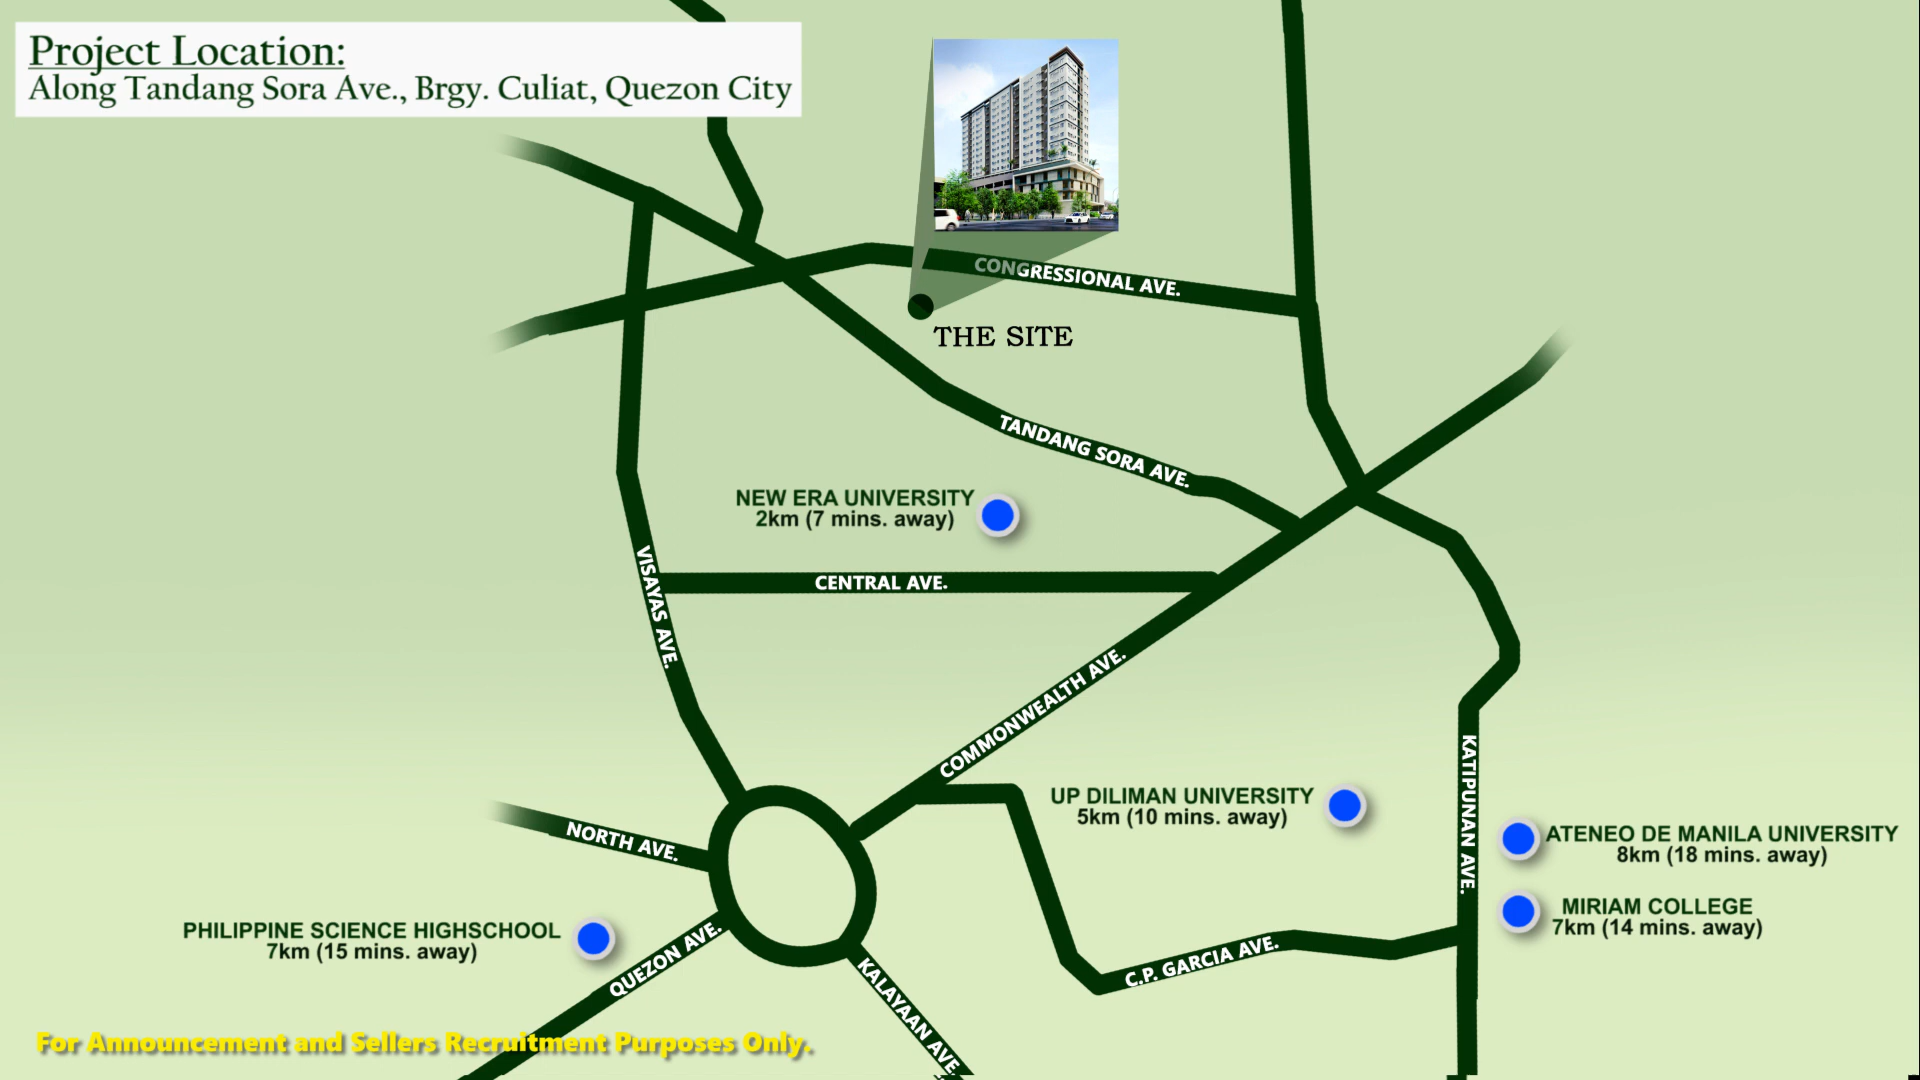 Project Location:
Along Tandang Sora Ave., Brgy. Culiat, Quezon City
CONGRESSIONAL AVE.
THE SITE
TANDANG SORA AVE.
NEW ERA UNIVERSITY
2km (7 mins. away)
VISAYAS AVE.
CENTRAL AVE.
COMMONWEALTH AVE.
KATIPUNAN AVE.
UP DILIMAN UNIVERSITY
5km (10 mins. away)
ATENEO DE MANILA UNIVERSITY
8km (18 mins. away)
NORTH AVE.
MIRIAM COLLEGE
7km (14 mins. away)
PHILIPPINE SCIENCE HIGHSCHOOL
7km (15 mins. away)
QUEZON AVE.
C.P. GARCIA AVE.
KALAYAAN AVE.
For Announcement and Sellers Recruitment Purposes Only.